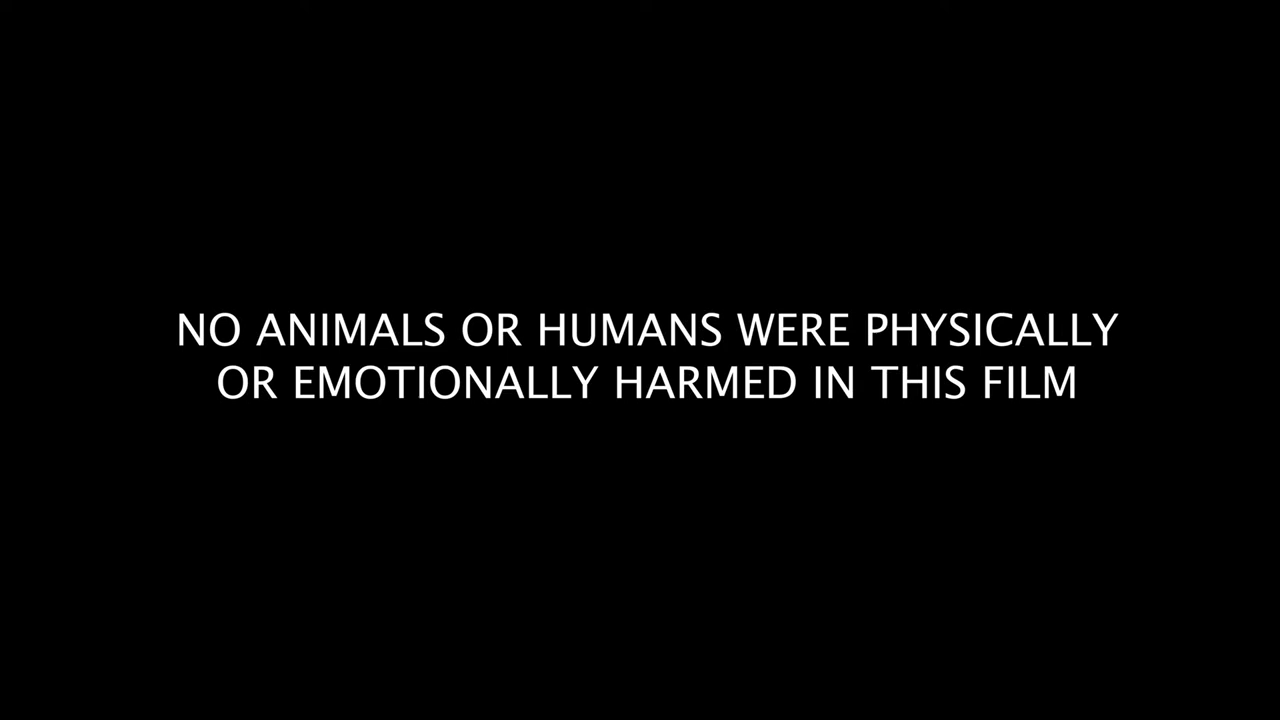 NO ANIMALS OR HUMANS WERE PHYSICALLY
OR EMOTIONALLY HARMED IN THIS FILM